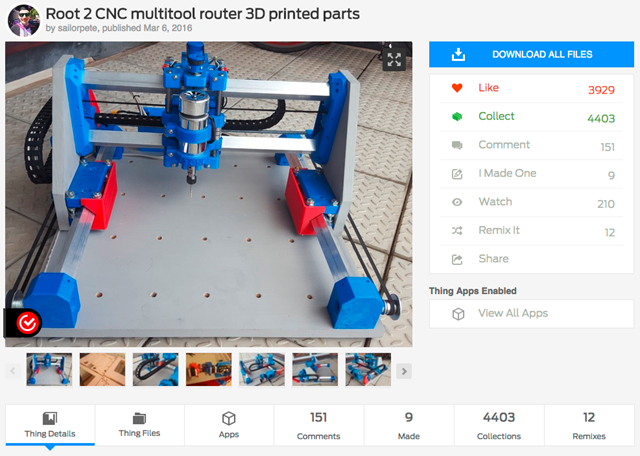 Root 2 CNC multitool router 3D printed parts
by sailorpete, published Mar 6, 2016
DOWNLOAD ALL FILES
Like 3929
Collect 4403
Comment 151
I Made One 9
Watch 210
Remix It 12
Share
Thing Apps Enabled
View All Apps
Thing Details
Thing Files
Apps
151
Comments
9
Made
4403
Collections
12
Remixes